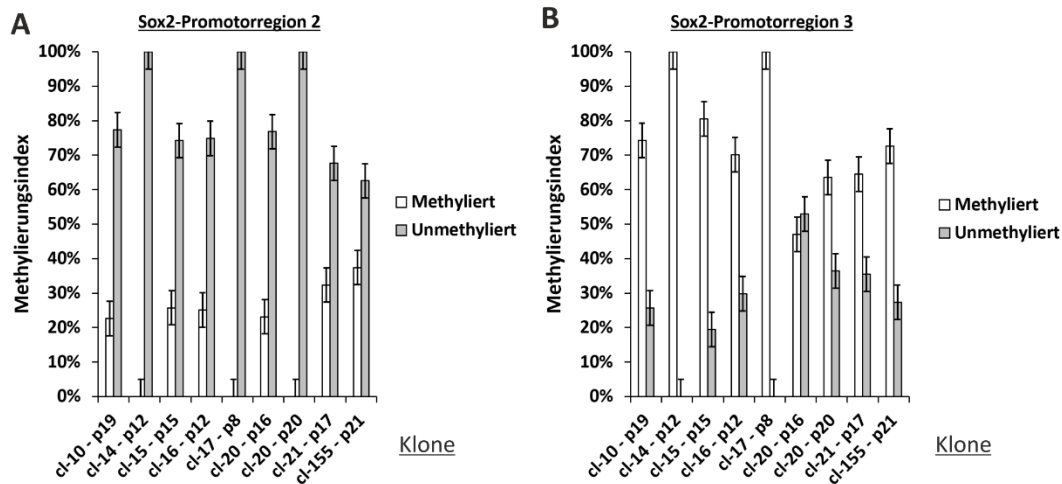 A
Sox2-Promotorregion 2
Methylierungsindex
100%
90%
80%
70%
60%
50%
40%
30%
20%
10%
0%
cl-10 - p19
cl-14 - p12
cl-15 - p15
cl-16 - p12
cl-17 - p8
cl-20 - p16
cl-20 - p20
cl-21 - p17
cl-155 - p21
Klone
Methyliert
Unmethyliert
B
Sox2-Promotorregion 3
Methylierungsindex
100%
90%
80%
70%
60%
50%
40%
30%
20%
10%
0%
cl-10 - p19
cl-14 - p12
cl-15 - p15
cl-16 - p12
cl-17 - p8
cl-20 - p16
cl-20 - p20
cl-21 - p17
cl-155 - p21
Klone
Methyliert
Unmethyliert